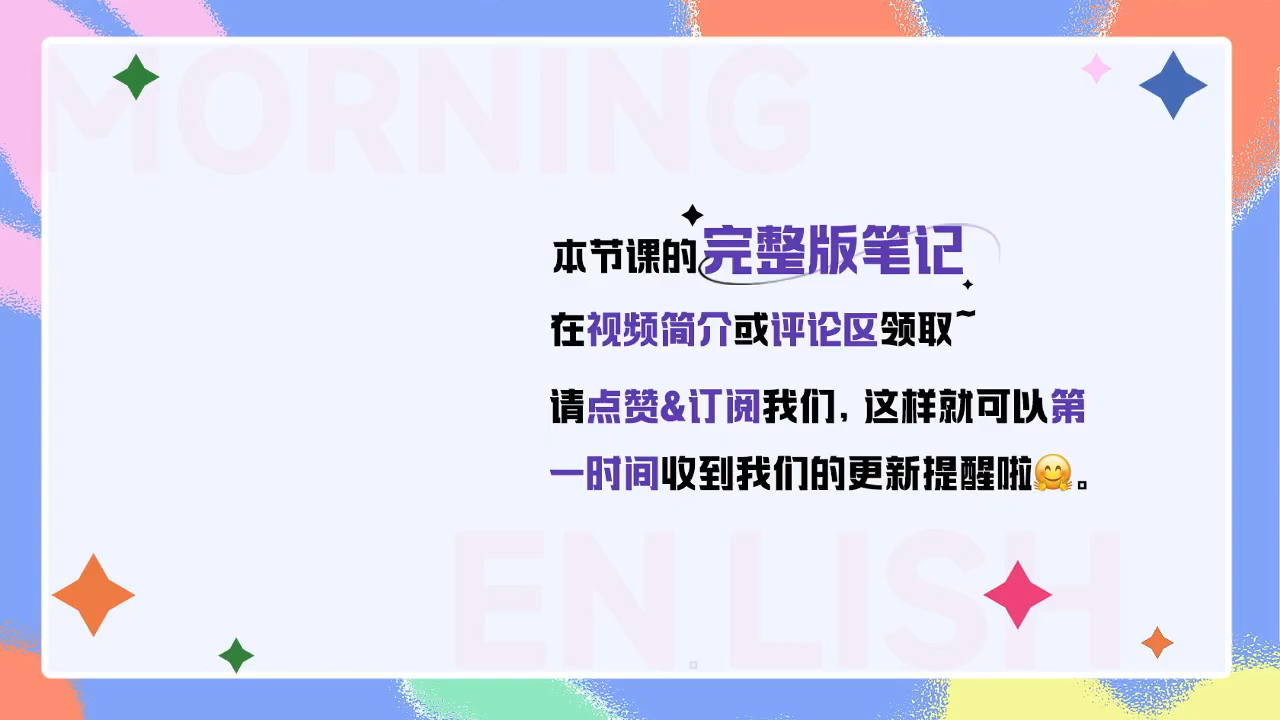 MORNING
本节课的完整版笔记
在视频简介或评论区领取~
请点赞&订阅我们，这样就可以第
一时间收到我们的更新提醒啦🤗。
EN LISH